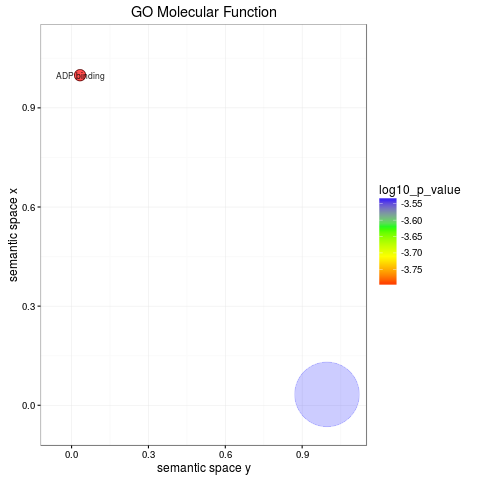 GO Molecular Function
ADP binding
semantic space x
0.9
0.6
0.3
0.0
0.0 0.3 0.6 0.9
semantic space y
log10_p_value
-3.55
-3.60
-3.65
-3.70
-3.75